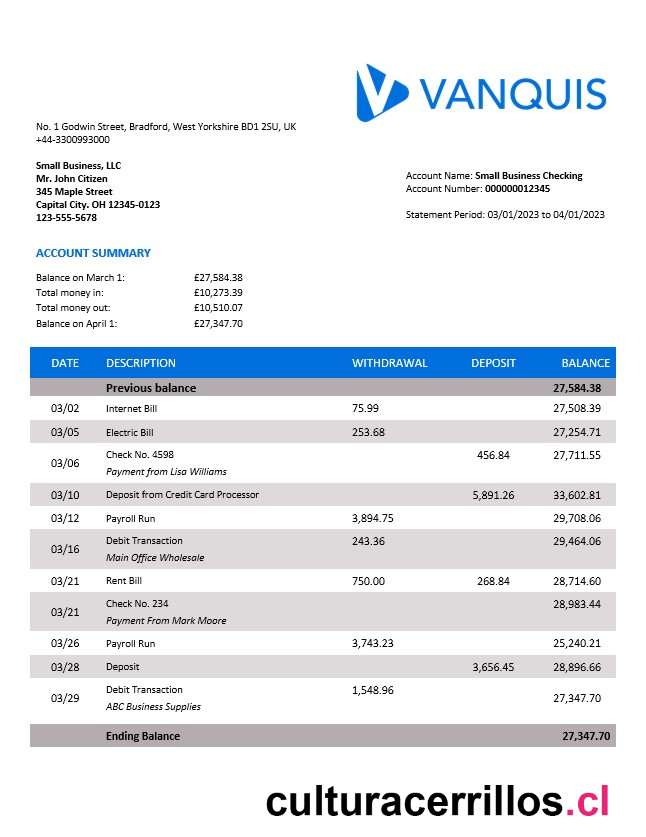 VANQUIS
No. 1 Godwin Street, Bradford, West Yorkshire BD1 2SU, UK
+44-3300993000
Small Business, LLC
Mr. John Citizen
345 Maple Street
Capital City. OH 12345-0123
123-555-5678
Account Name: Small Business Checking
Account Number: 000000012345
Statement Period: 03/01/2023 to 04/01/2023
ACCOUNT SUMMARY
Balance on March 1: £27,584.38
Total money in: £10,273.39
Total money out: £10,510.07
Balance on April 1: £27,347.70
DATE DESCRIPTION WITHDRAWAL DEPOSIT BALANCE
Previous balance 27,584.38
03/02 Internet Bill 75.99 27,508.39
03/05 Electric Bill 253.68 27,254.71
03/06 Check No. 4598 456.84 27,711.55
Payment from Lisa Williams
03/10 Deposit from Credit Card Processor 5,891.26 33,602.81
03/12 Payroll Run 3,894.75 29,708.06
03/16 Debit Transaction 243.36 29,464.06
Main Office Wholesale
03/21 Rent Bill 750.00 268.84 28,714.60
03/21 Check No. 234 28,983.44
Payment From Mark Moore
03/26 Payroll Run 3,743.23 25,240.21
03/28 Deposit 3,656.45 28,896.66
03/29 Debit Transaction 1,548.96 27,347.70
ABC Business Supplies
Ending Balance 27,347.70
culturacerrillos.cl